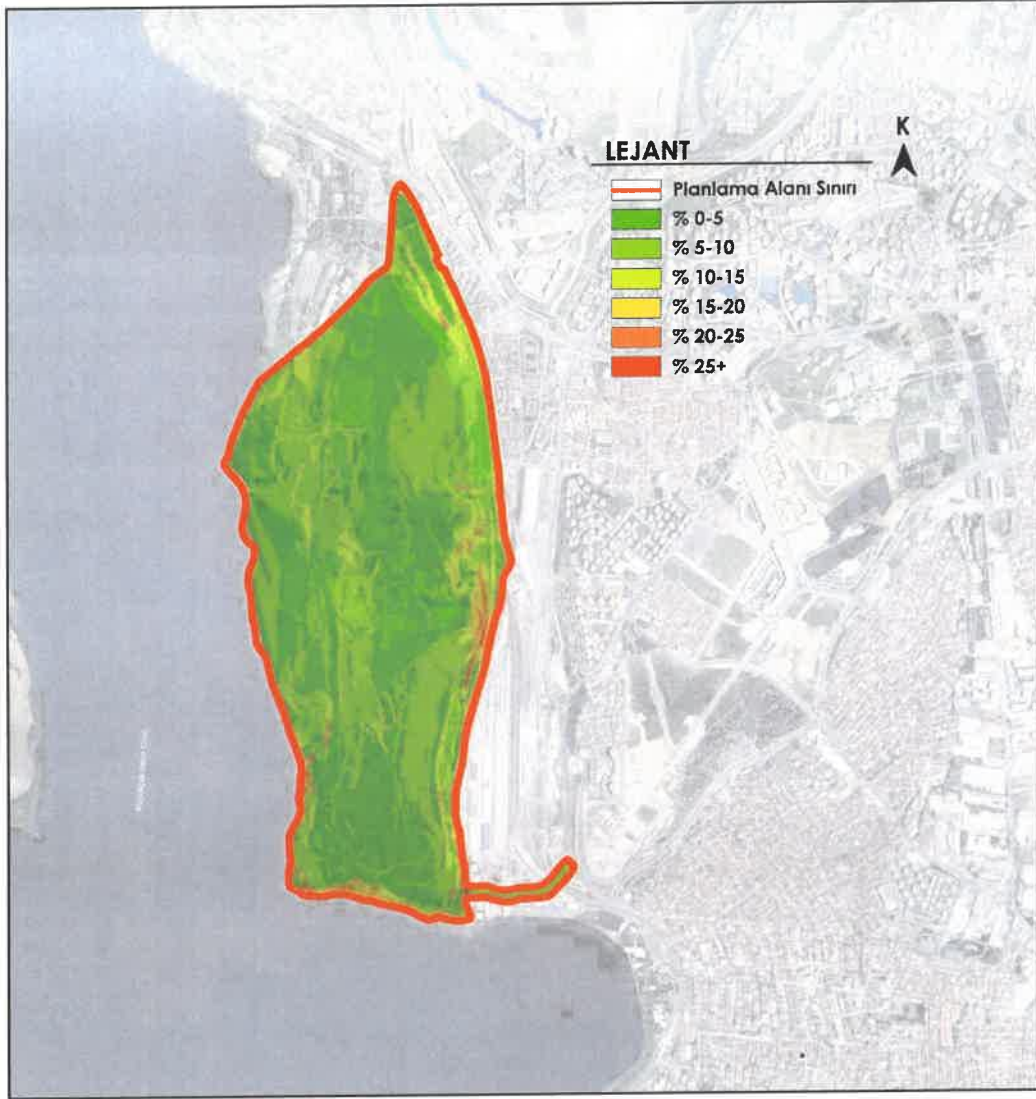 K
LEJANT
Planlama Alanı Sınırı
% 0-5
% 5-10
% 10-15
% 15-20
% 20-25
% 25+